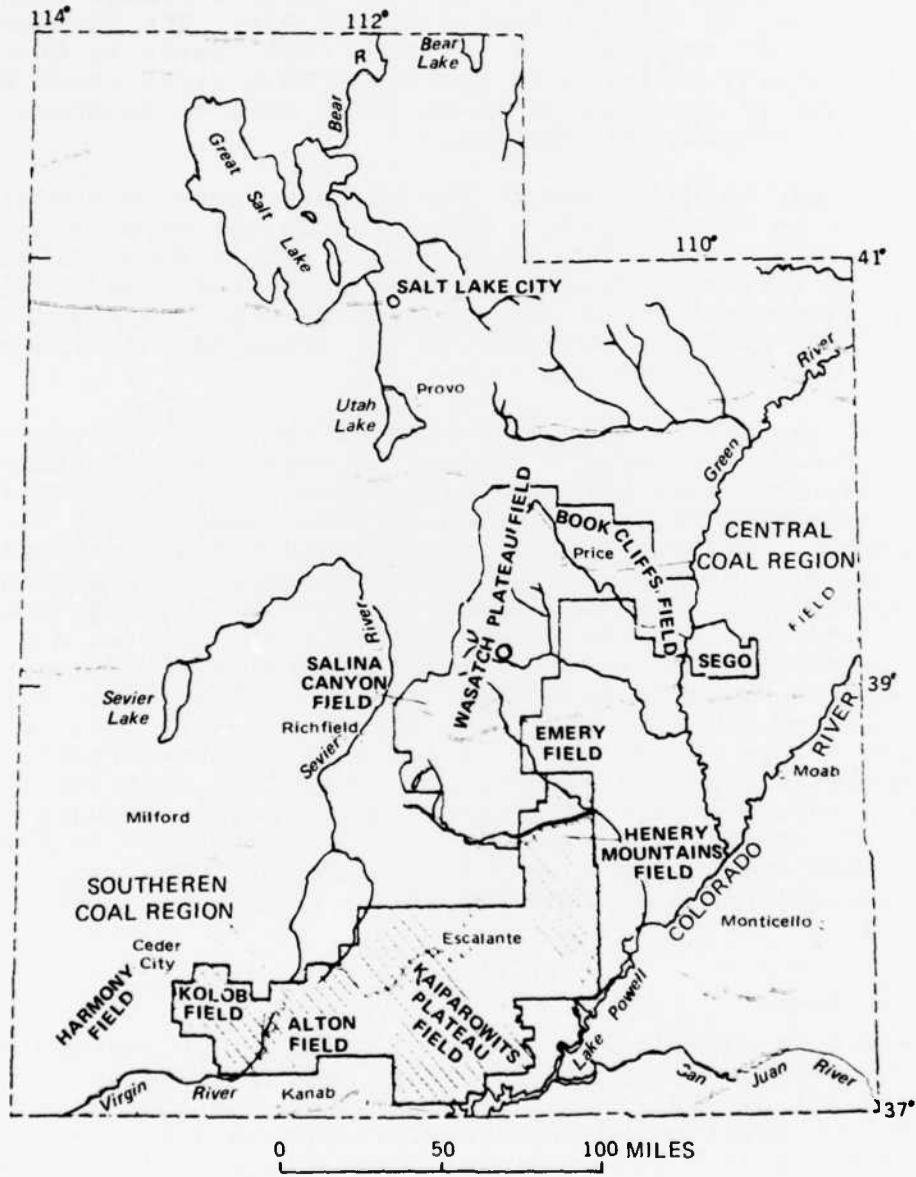 114°
112°
R
Bear
Bear
Lake
Great
Salt
Lake
110°
41°
SALT LAKE CITY
River
Green
Provo
Utah
Lake
WASATCH PLATEAU FIELD
BOOK CLIFFS FIELD
Price
CENTRAL
COAL REGION
FIELD
SEGO
River
SALINA
CANYON
FIELD
Richfield
Sevier
Sevier
Lake
39°
EMERY
FIELD
RIVER
COLORADO
Moab
Milford
HENERY
MOUNTAINS
FIELD
SOUTHEREN
COAL REGION
Monticello
Ceder
City
Escalante
HARMONY
FIELD
KOLOB
FIELD
ALTON
FIELD
KAIPAROWITS
PLATEAU
FIELD
Lake Powell
San Juan River
Virgin River
Kanab
37°
0 50 100 MILES